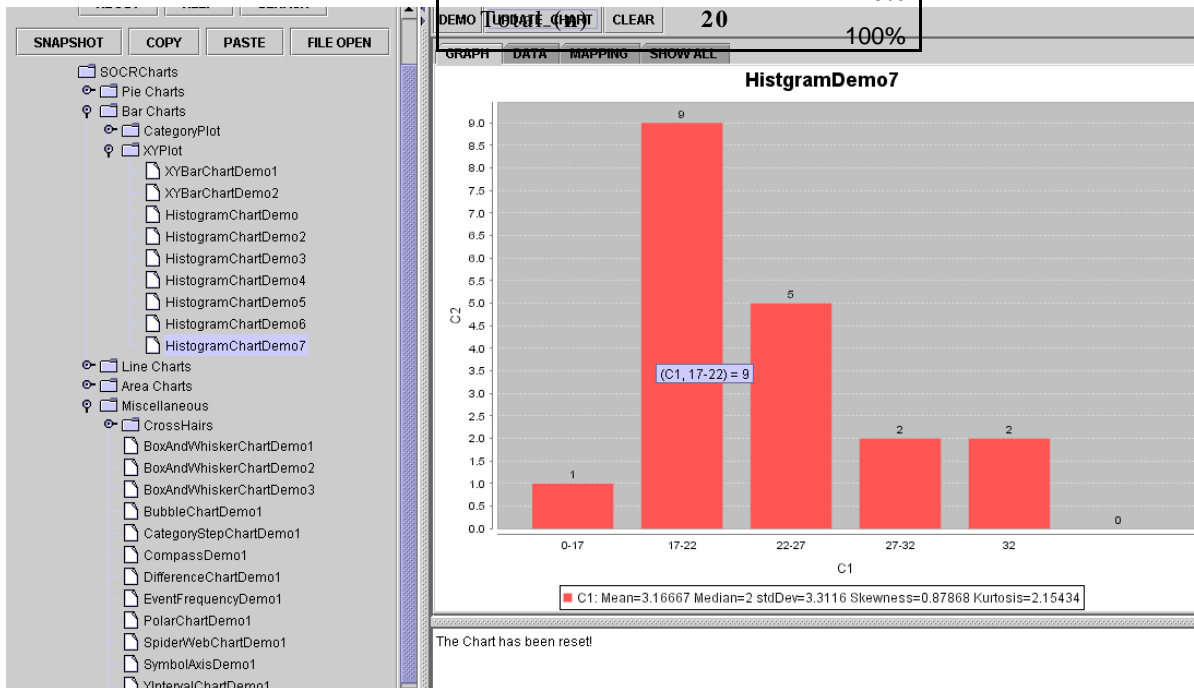 SNAPSHOT COPY PASTE FILE OPEN
SOCRCharts
Pie Charts
Bar Charts
CategoryPlot
XYPlot
XYBarChartDemo1
XYBarChartDemo2
HistogramChartDemo
HistogramChartDemo2
HistogramChartDemo3
HistogramChartDemo4
HistogramChartDemo5
HistogramChartDemo6
HistogramChartDemo7
Line Charts
Area Charts
Miscellaneous
CrossHairs
BoxAndWhiskerChartDemo1
BoxAndWhiskerChartDemo2
BoxAndWhiskerChartDemo3
BubbleChartDemo1
CategoryStepChartDemo1
CompassDemo1
DifferenceChartDemo1
EventFrequencyDemo1
PolarChartDemo1
SpiderWebChartDemo1
SymbolAxisDemo1
YIntervalChartDemo1
DEMO UPDATE CHART CLEAR
Total (n) 20
100%
GRAPH DATA MAPPING SHOW ALL
HistgramDemo7
9.0
8.5
8.0
7.5
7.0
6.5
6.0
5.5
5.0
4.5
4.0
3.5
3.0
2.5
2.0
1.5
1.0
0.5
0.0
C2
1
9
5
2
2
0
(C1, 17-22) = 9
0-17 17-22 22-27 27-32 32
C1
C1: Mean=3.16667 Median=2 stdDev=3.3116 Skewness=0.87868 Kurtosis=2.15434
The Chart has been reset!